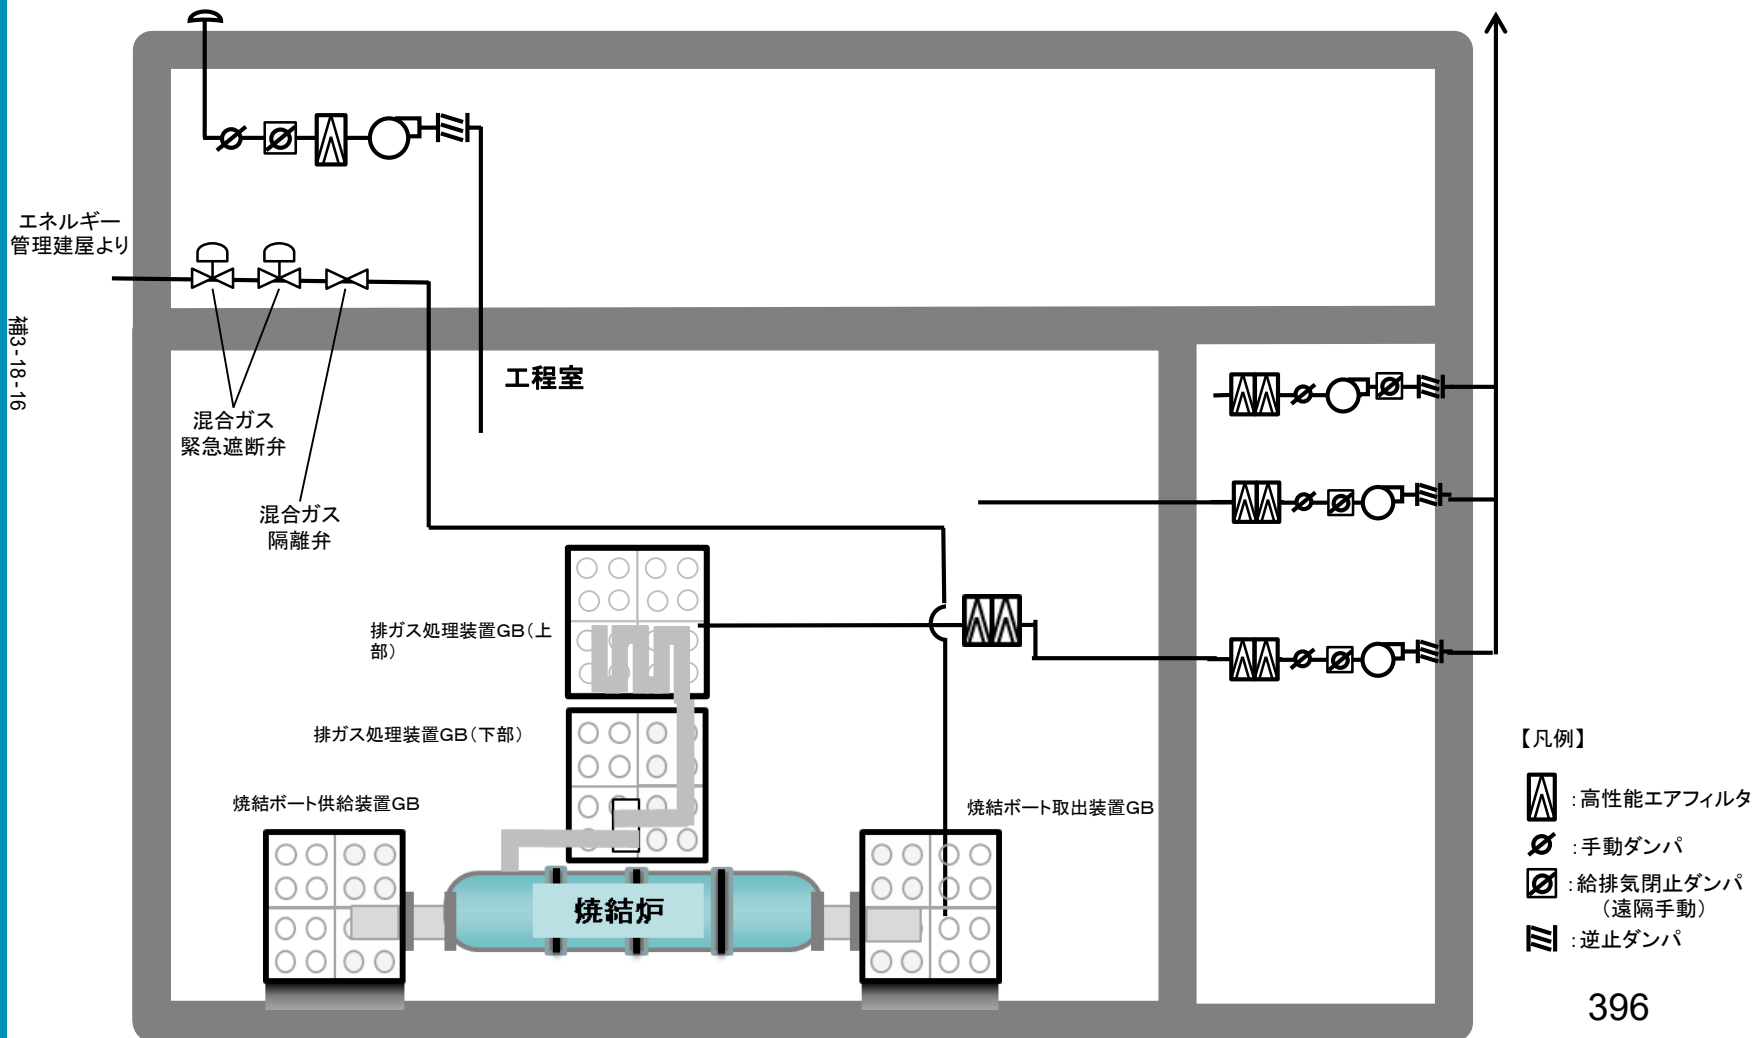 エネルギー
管理建屋より
補3-18-16
工程室
混合ガス
緊急遮断弁
混合ガス
隔離弁
排ガス処理装置GB(上
部)
排ガス処理装置GB(下部)
焼結ボート供給装置GB
焼結ボート取出装置GB
焼結炉
【凡例】
:高性能エアフィルタ
:手動ダンパ
:給排気閉止ダンパ
(遠隔手動)
:逆止ダンパ
396